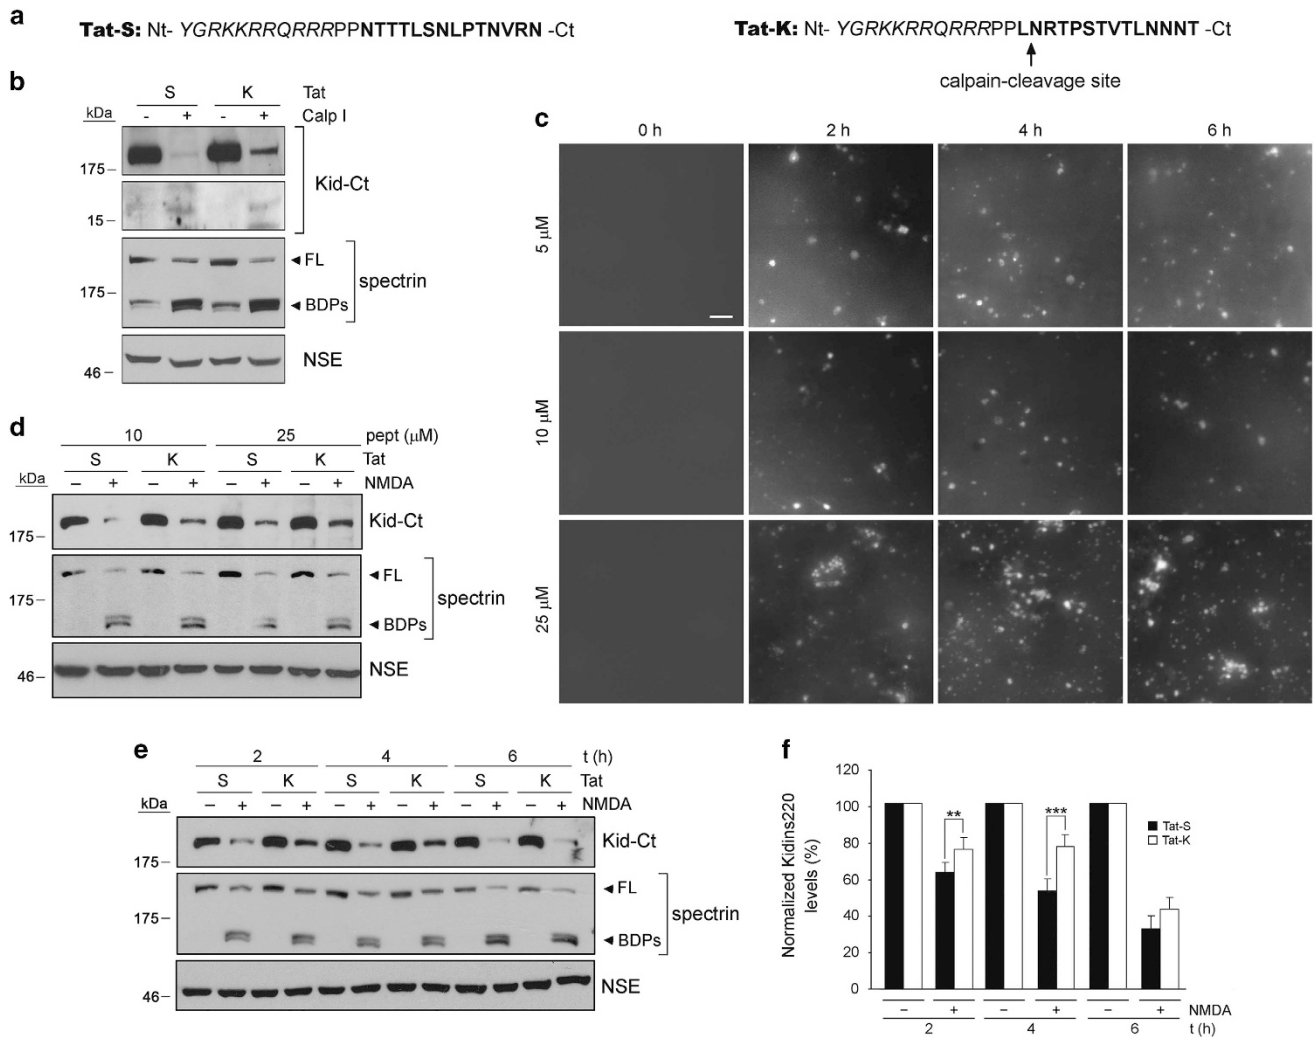 a
Tat-S: Nt- YGRKKRRQRRRPPNTTTLSNLPTNVRN -Ct
Tat-K: Nt- YGRKKRRQRRRPPLNRTPSTVTLNNNT -Ct
calpain-cleavage site
b
S K Tat
kDa - + - + Calp I
175
Kid-Ct
15
FL
175
spectrin
BDPs
NSE
46
c
0 h 2 h 4 h 6 h
5 µM
10 µM
25 µM
d
10 25 pept (µM)
S K S K Tat
kDa – + – + – + – + NMDA
Kid-Ct
175
FL
175
spectrin
BDPs
NSE
46
e
2 4 6 t (h)
S K S K S K Tat
kDa – + – + – + – + – + – + NMDA
Kid-Ct
175
FL
175
spectrin
BDPs
NSE
46
f
Normalized Kidins220
levels (%)
120
100
80
60
40
20
0
** ***
Tat-S
Tat-K
– + – + – + NMDA
2 4 6 t (h)